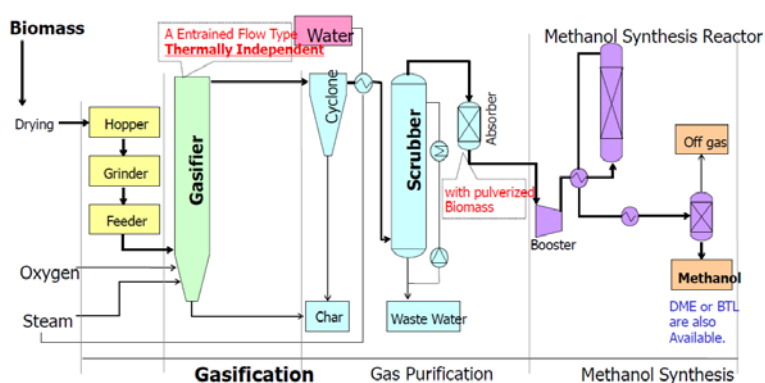 Biomass
A Entrained Flow Type
Thermally Independent
Water
Methanol Synthesis Reactor
Drying
Hopper
Grinder
Feeder
Gasifier
Cyclone
Scrubber
M
Absorber
with pulverized
Biomass
Booster
Off gas
Methanol
DME or BTL
are also
Available.
Oxygen
Steam
Char
Waste Water
Gasification
Gas Purification
Methanol Synthesis